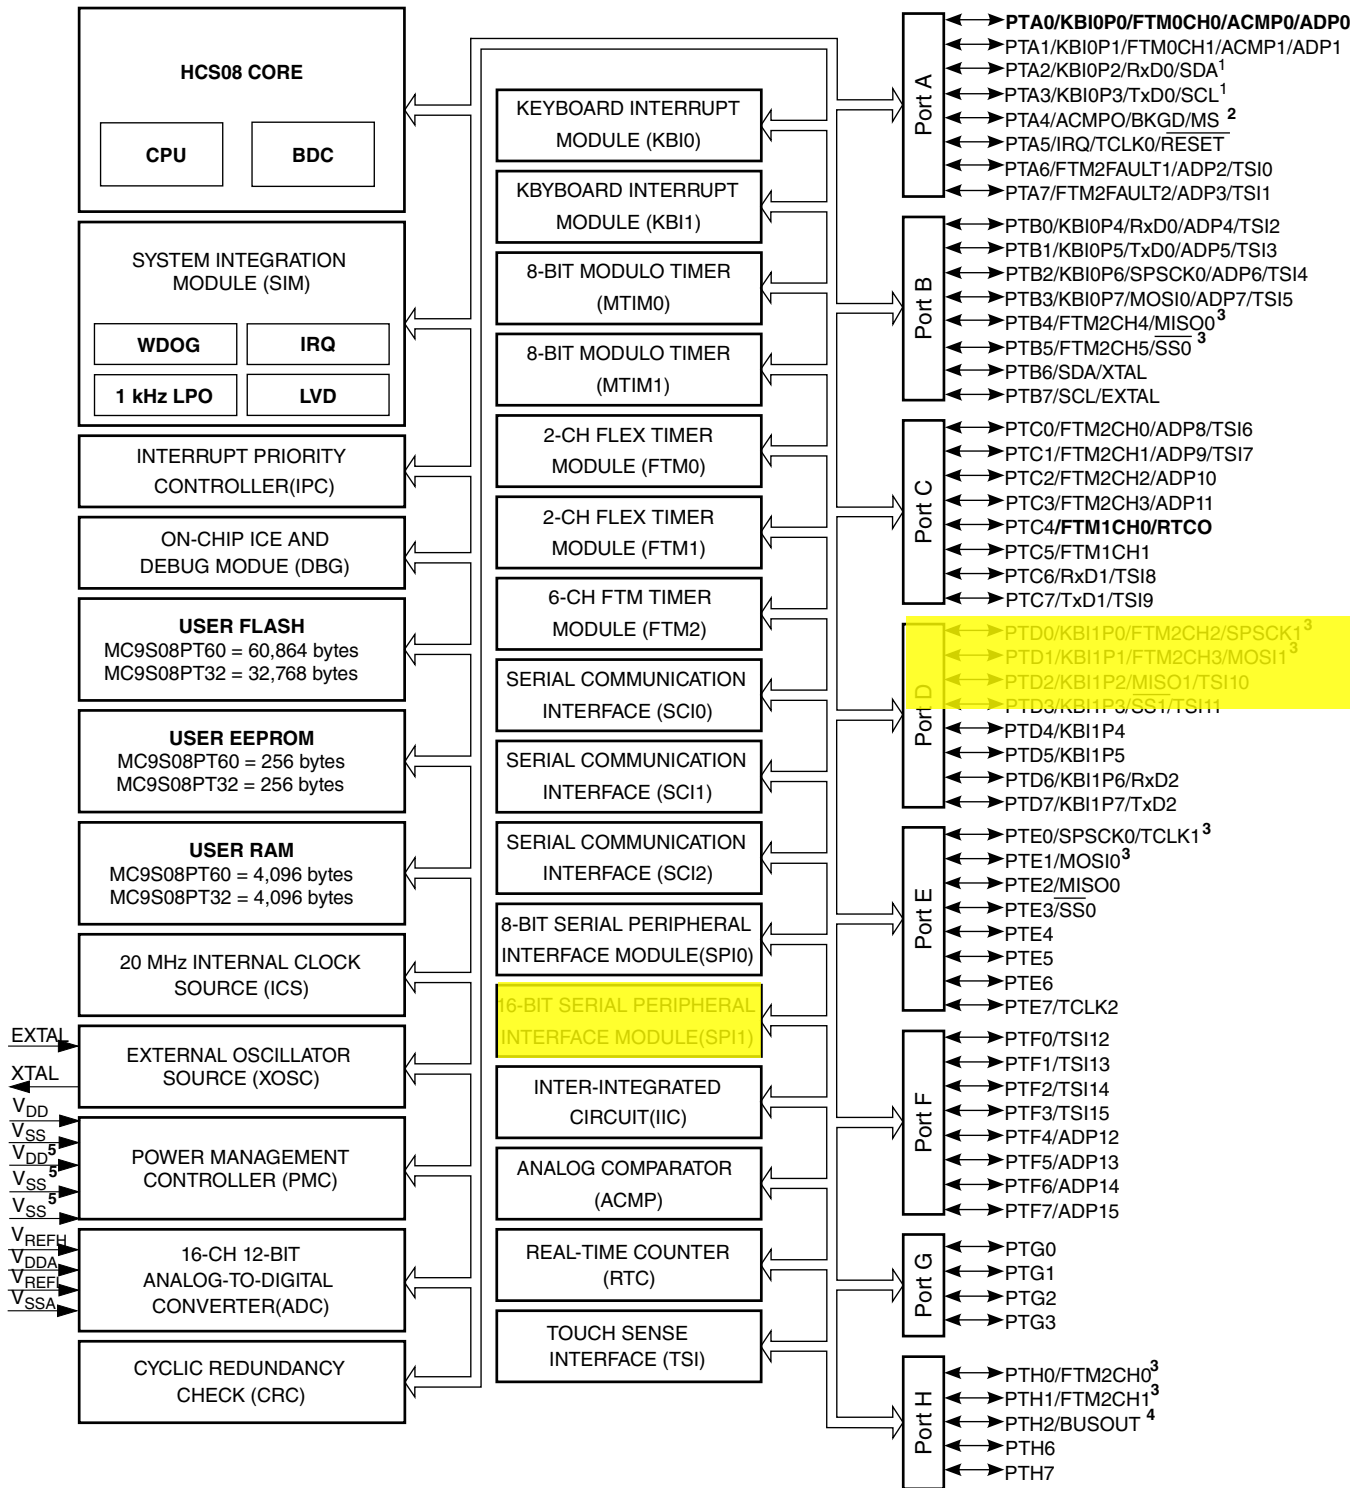 HCS08 CORE
CPU
BDC
SYSTEM INTEGRATION
MODULE (SIM)
WDOG
IRQ
1 kHz LPO
LVD
INTERRUPT PRIORITY
CONTROLLER(IPC)
ON-CHIP ICE AND
DEBUG MODUE (DBG)
USER FLASH
MC9S08PT60 = 60,864 bytes
MC9S08PT32 = 32,768 bytes
USER EEPROM
MC9S08PT60 = 256 bytes
MC9S08PT32 = 256 bytes
USER RAM
MC9S08PT60 = 4,096 bytes
MC9S08PT32 = 4,096 bytes
20 MHz INTERNAL CLOCK
SOURCE (ICS)
EXTAL
XTAL
EXTERNAL OSCILLATOR
SOURCE (XOSC)
VDD
VSS
VDD5
VSS5
VSS5
POWER MANAGEMENT
CONTROLLER (PMC)
VREFH
VDDA
VREFL
VSSA
16-CH 12-BIT
ANALOG-TO-DIGITAL
CONVERTER(ADC)
CYCLIC REDUNDANCY
CHECK (CRC)
KEYBOARD INTERRUPT
MODULE (KBI0)
KBYBOARD INTERRUPT
MODULE (KBI1)
8-BIT MODULO TIMER
(MTIM0)
8-BIT MODULO TIMER
(MTIM1)
2-CH FLEX TIMER
MODULE (FTM0)
2-CH FLEX TIMER
MODULE (FTM1)
6-CH FTM TIMER
MODULE (FTM2)
SERIAL COMMUNICATION
INTERFACE (SCI0)
SERIAL COMMUNICATION
INTERFACE (SCI1)
SERIAL COMMUNICATION
INTERFACE (SCI2)
8-BIT SERIAL PERIPHERAL
INTERFACE MODULE(SPI0)
16-BIT SERIAL PERIPHERAL
INTERFACE MODULE(SPI1)
INTER-INTEGRATED
CIRCUIT(IIC)
ANALOG COMPARATOR
(ACMP)
REAL-TIME COUNTER
(RTC)
TOUCH SENSE
INTERFACE (TSI)
Port A
PTA0/KBI0P0/FTM0CH0/ACMP0/ADP0
PTA1/KBI0P1/FTM0CH1/ACMP1/ADP1
PTA2/KBI0P2/RxD0/SDA1
PTA3/KBI0P3/TxD0/SCL1
PTA4/ACMPO/BKGD/MS 2
PTA5/IRQ/TCLK0/RESET
PTA6/FTM2FAULT1/ADP2/TSI0
PTA7/FTM2FAULT2/ADP3/TSI1
Port B
PTB0/KBI0P4/RxD0/ADP4/TSI2
PTB1/KBI0P5/TxD0/ADP5/TSI3
PTB2/KBI0P6/SPSCK0/ADP6/TSI4
PTB3/KBI0P7/MOSI0/ADP7/TSI5
PTB4/FTM2CH4/MISO0 3
PTB5/FTM2CH5/SS0 3
PTB6/SDA/XTAL
PTB7/SCL/EXTAL
Port C
PTC0/FTM2CH0/ADP8/TSI6
PTC1/FTM2CH1/ADP9/TSI7
PTC2/FTM2CH2/ADP10
PTC3/FTM2CH3/ADP11
PTC4/FTM1CH0/RTCO
PTC5/FTM1CH1
PTC6/RxD1/TSI8
PTC7/TxD1/TSI9
Port D
PTD0/KBI1P0/FTM2CH2/SPSCK1 3
PTD1/KBI1P1/FTM2CH3/MOSI1 3
PTD2/KBI1P2/MISO1/TSI10
PTD3/KBI1P3/SS1/TSI11
PTD4/KBI1P4
PTD5/KBI1P5
PTD6/KBI1P6/RxD2
PTD7/KBI1P7/TxD2
Port E
PTE0/SPSCK0/TCLK1 3
PTE1/MOSI0 3
PTE2/MISO0
PTE3/SS0
PTE4
PTE5
PTE6
PTE7/TCLK2
Port F
PTF0/TSI12
PTF1/TSI13
PTF2/TSI14
PTF3/TSI15
PTF4/ADP12
PTF5/ADP13
PTF6/ADP14
PTF7/ADP15
Port G
PTG0
PTG1
PTG2
PTG3
Port H
PTH0/FTM2CH0 3
PTH1/FTM2CH1 3
PTH2/BUSOUT 4
PTH6
PTH7